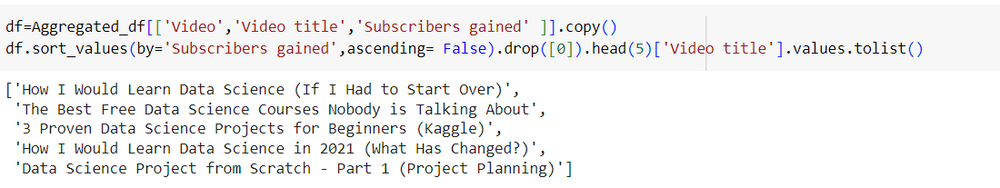 df=Aggregated_df[['Video','Video title','Subscribers gained' ]].copy()
df.sort_values(by='Subscribers gained',ascending= False).drop([0]).head(5)['Video title'].values.tolist()
['How I Would Learn Data Science (If I Had to Start Over)',
'The Best Free Data Science Courses Nobody is Talking About',
'3 Proven Data Science Projects for Beginners (Kaggle)',
'How I Would Learn Data Science in 2021 (What Has Changed?)',
'Data Science Project from Scratch - Part 1 (Project Planning)']